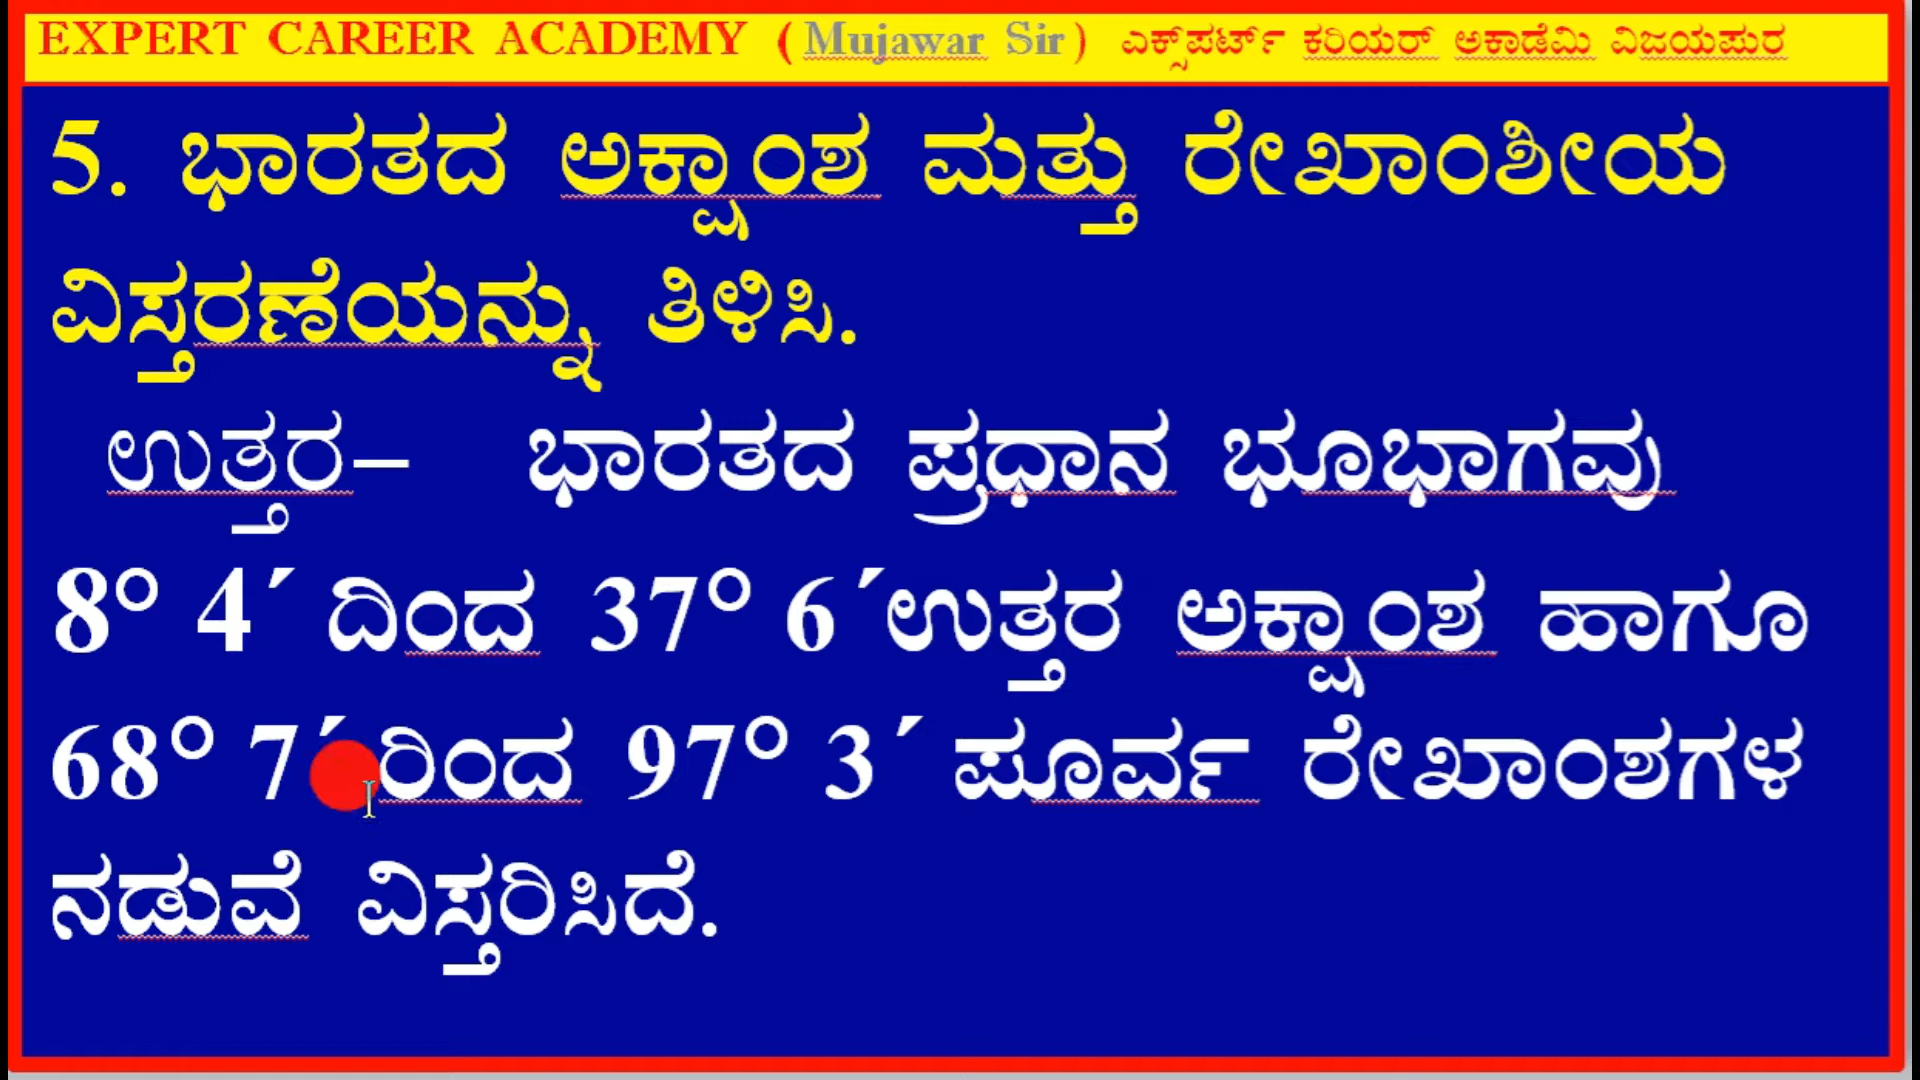 EXPERT CAREER ACADEMY (Mujawar Sir) ಎಕ್ಸ್‌ಪರ್ಟ್ ಕರಿಯರ್ ಅಕಾಡೆಮಿ ವಿಜಯಪುರ
5. ಭಾರತದ ಅಕ್ಷಾಂಶ ಮತ್ತು ರೇಖಾಂಶೀಯ
ವಿಸ್ತರಣೆಯನ್ನು ತಿಳಿಸಿ.
ಉತ್ತರ– ಭಾರತದ ಪ್ರಧಾನ ಭೂಭಾಗವು
8° 4´ ದಿಂದ 37° 6´ಉತ್ತರ ಅಕ್ಷಾಂಶ ಹಾಗೂ
68° 7´ರಿಂದ 97° 3´ ಪೂರ್ವ ರೇಖಾಂಶಗಳ
ನಡುವೆ ವಿಸ್ತರಿಸಿದೆ.